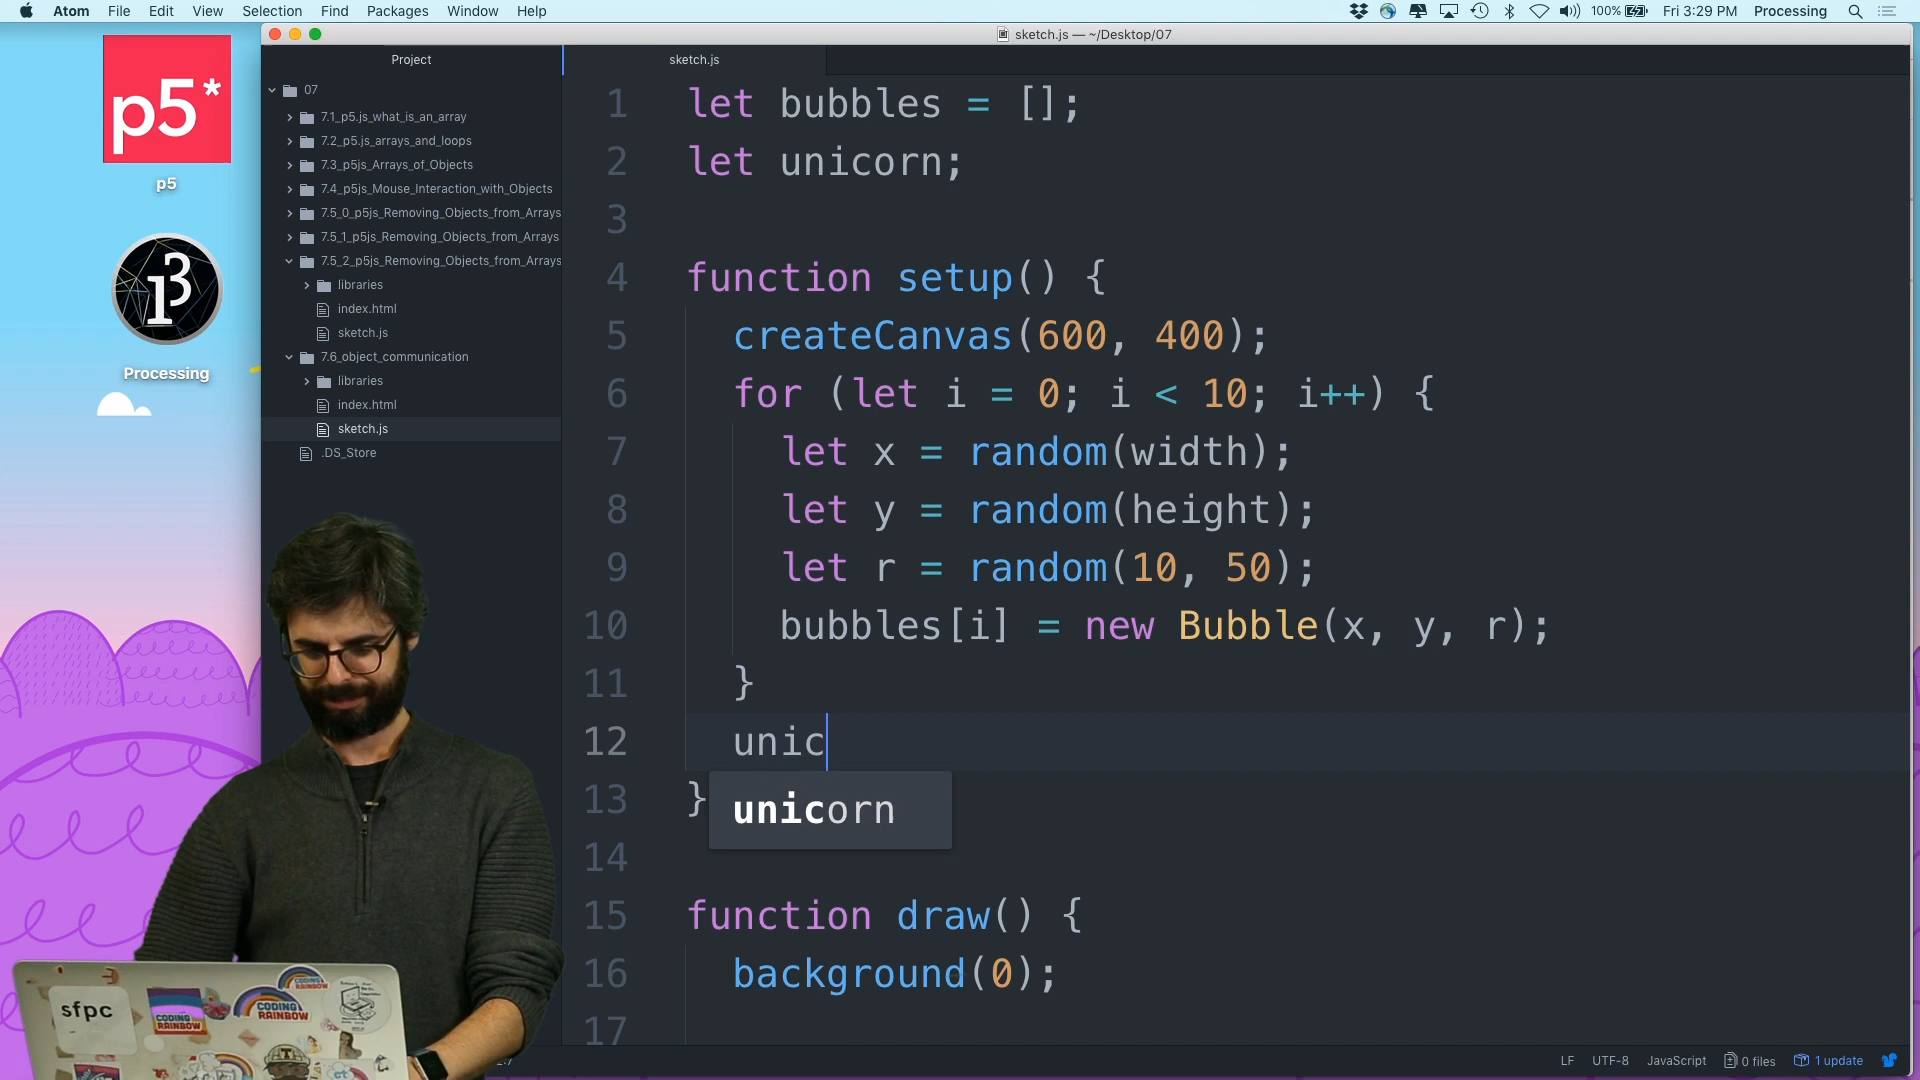 Atom File Edit View Selection Find Packages Window Help
100% Fri 3:29 PM Processing
sketch.js — ~/Desktop/07
Project
sketch.js
07
7.1_p5.js_what_is_an_array
7.2_p5.js_arrays_and_loops
7.3_p5js_Arrays_of_Objects
7.4_p5js_Mouse_Interaction_with_Objects
7.5_0_p5js_Removing_Objects_from_Arrays
7.5_1_p5js_Removing_Objects_from_Arrays
7.5_2_p5js_Removing_Objects_from_Arrays
libraries
index.html
sketch.js
7.6_object_communication
libraries
index.html
sketch.js
.DS_Store
p5*
p5
Processing
1 let bubbles = [];
2 let unicorn;
3
4 function setup() {
5 createCanvas(600, 400);
6 for (let i = 0; i < 10; i++) {
7 let x = random(width);
8 let y = random(height);
9 let r = random(10, 50);
10 bubbles[i] = new Bubble(x, y, r);
11 }
12 unic
unicorn
13 }
14
15 function draw() {
16 background(0);
17
sfpc
CODING RAINBOW
CODING RAINBOW
CODING RAINBOW
LF UTF-8 JavaScript 0 files 1 update